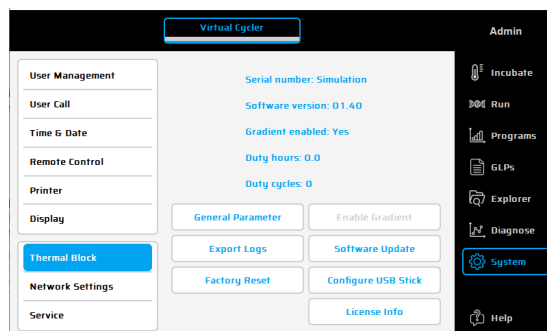 Virtual Cycler
Admin
User Management
User Call
Time & Date
Remote Control
Printer
Display
Thermal Block
Network Settings
Service
Serial number: Simulation
Software version: 01.40
Gradient enabled: Yes
Duty hours: 0.0
Duty cycles: 0
General Parameter
Enable Gradient
Export Logs
Software Update
Factory Reset
Configure USB Stick
License Info
Incubate
Run
Programs
GLPs
Explorer
Diagnose
System
Help